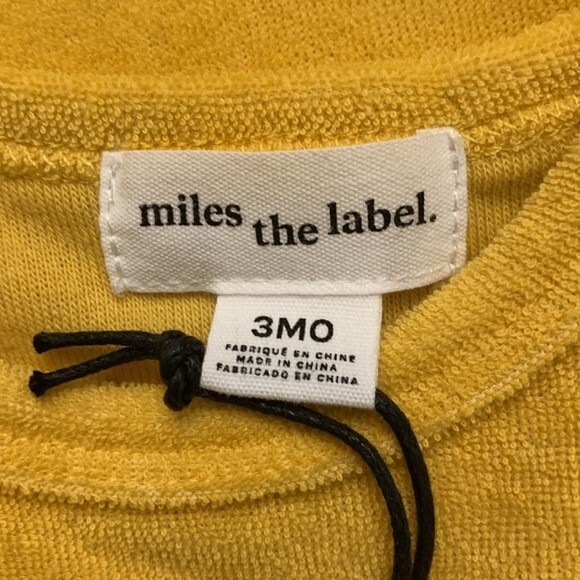 miles the label.
3MO
FABRIQUÉ EN CHINE
MADE IN CHINA
FABRICADO EN CHINA